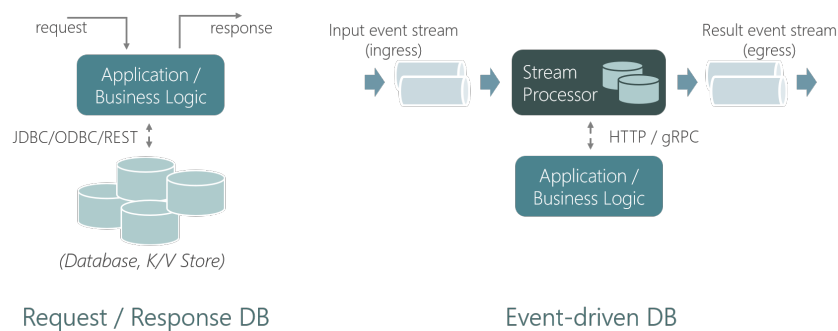 request
response
Application /
Business Logic
JDBC/ODBC/REST
(Database, K/V Store)
Request / Response DB
Input event stream
(ingress)
Stream
Processor
Result event stream
(egress)
HTTP / gRPC
Application /
Business Logic
Event-driven DB